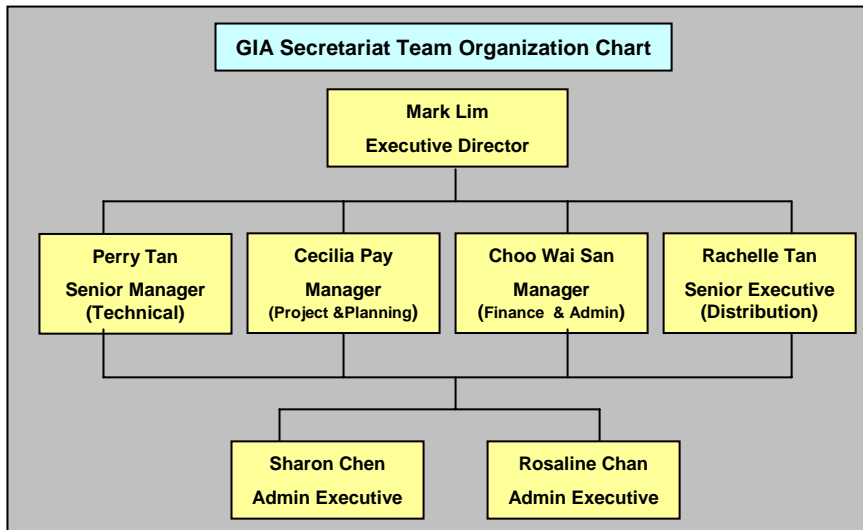 GIA Secretariat Team Organization Chart
Mark Lim
Executive Director
Perry Tan
Senior Manager
(Technical)
Cecilia Pay
Manager
(Project &Planning)
Choo Wai San
Manager
(Finance & Admin)
Rachelle Tan
Senior Executive
(Distribution)
Sharon Chen
Admin Executive
Rosaline Chan
Admin Executive